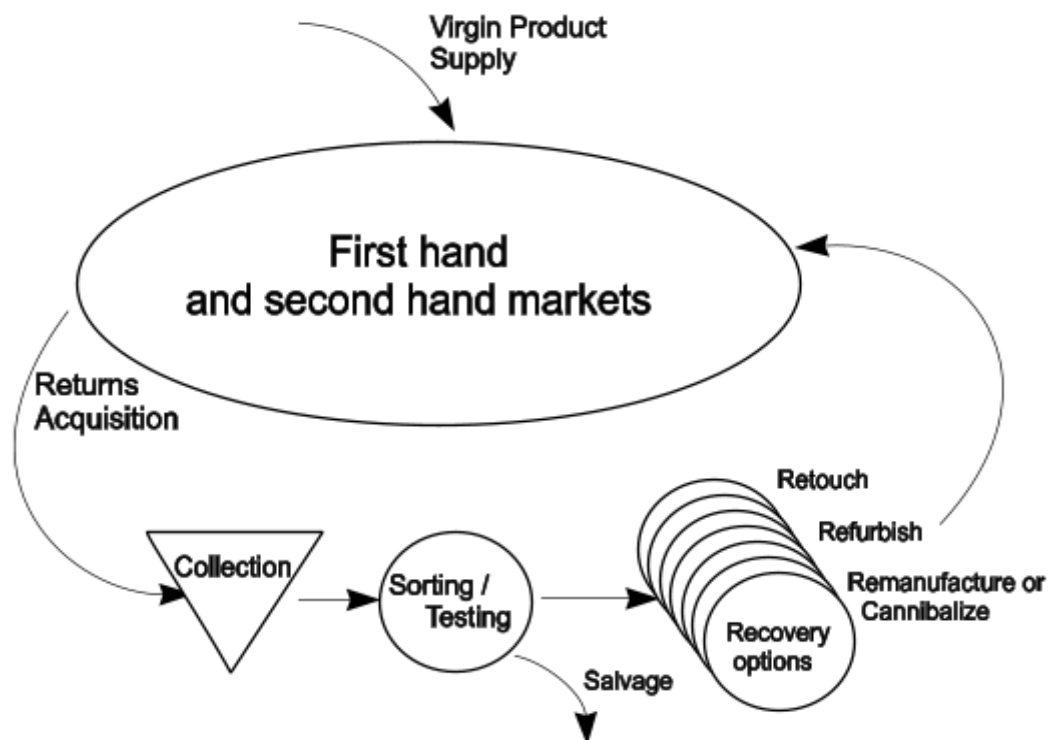 Virgin Product
Supply
First hand
and second hand markets
Returns
Acquisition
Collection
Sorting /
Testing
Salvage
Retouch
Refurbish
Remanufacture or
Cannibalize
Recovery
options